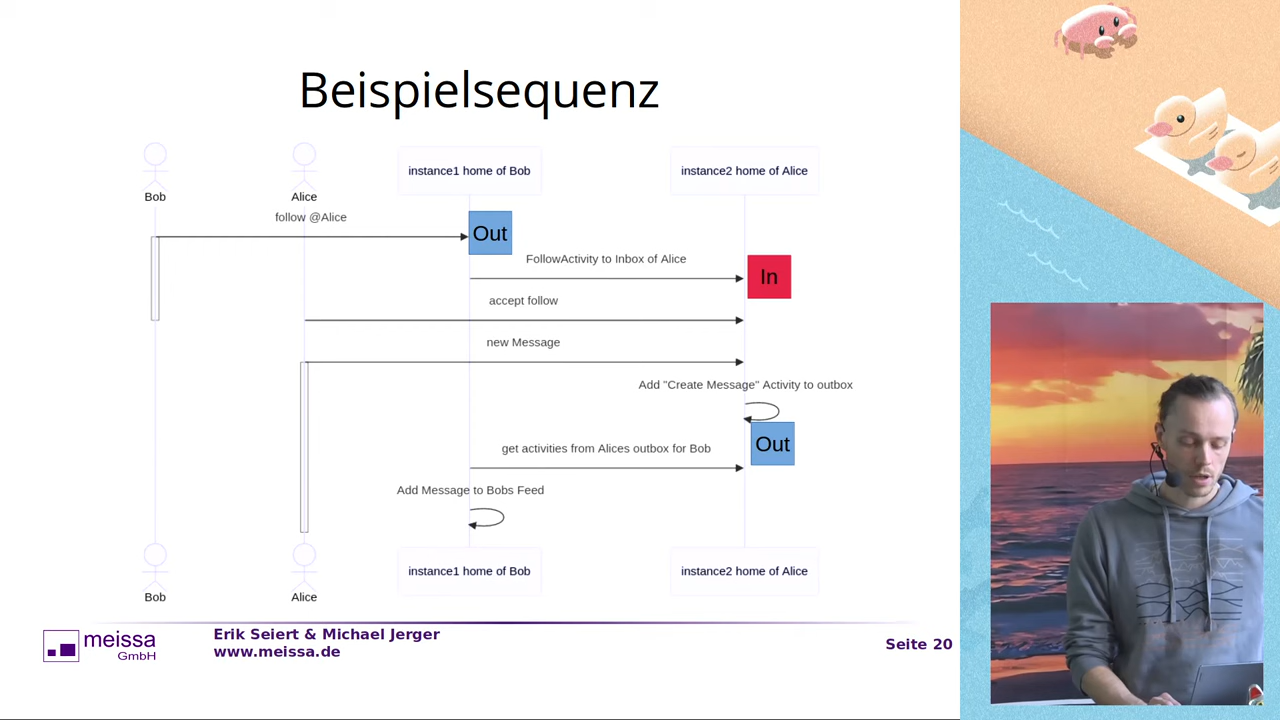 Beispielsequenz
Bob
Alice
instance1 home of Bob
instance2 home of Alice
follow @Alice
Out
FollowActivity to Inbox of Alice
In
accept follow
new Message
Add "Create Message" Activity to outbox
Out
get activities from Alices outbox for Bob
Add Message to Bobs Feed
Bob
Alice
instance1 home of Bob
instance2 home of Alice
meissa
GmbH
Erik Seiert & Michael Jerger
www.meissa.de
Seite 20